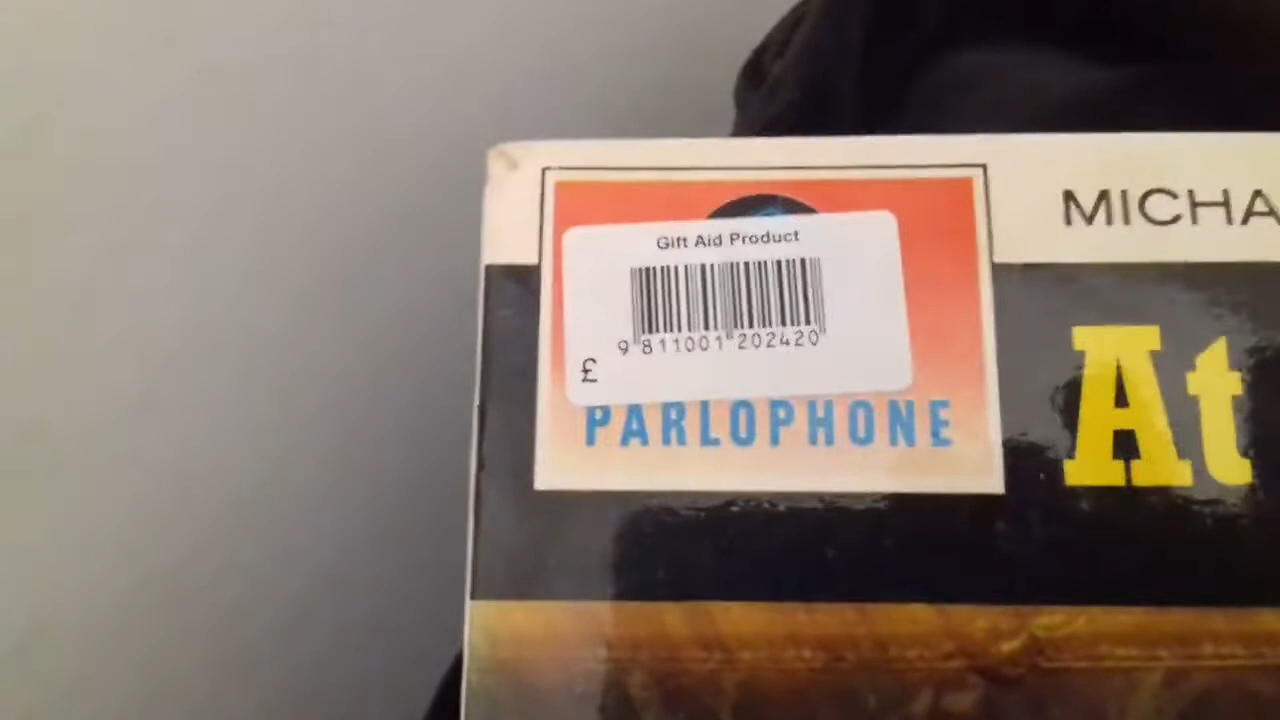 MICHA
Gift Aid Product
9 811001 202420
£
PARLOPHONE
At